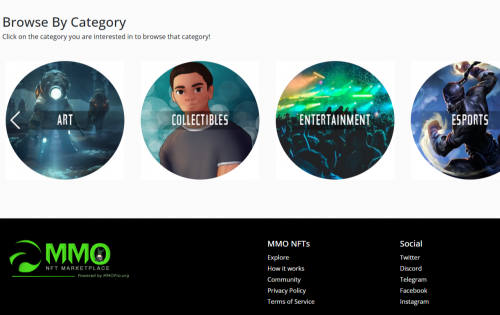 Browse By Category
Click on the category you are interested in to browse that category!
ART
COLLECTIBLES
ENTERTAINMENT
ESPORTS
MMO
NFT MARKETPLACE
Powered by MMOPro.org
MMO NFTs
Explore
How it works
Community
Privacy Policy
Terms of Service
Social
Twitter
Discord
Telegram
Facebook
Instagram